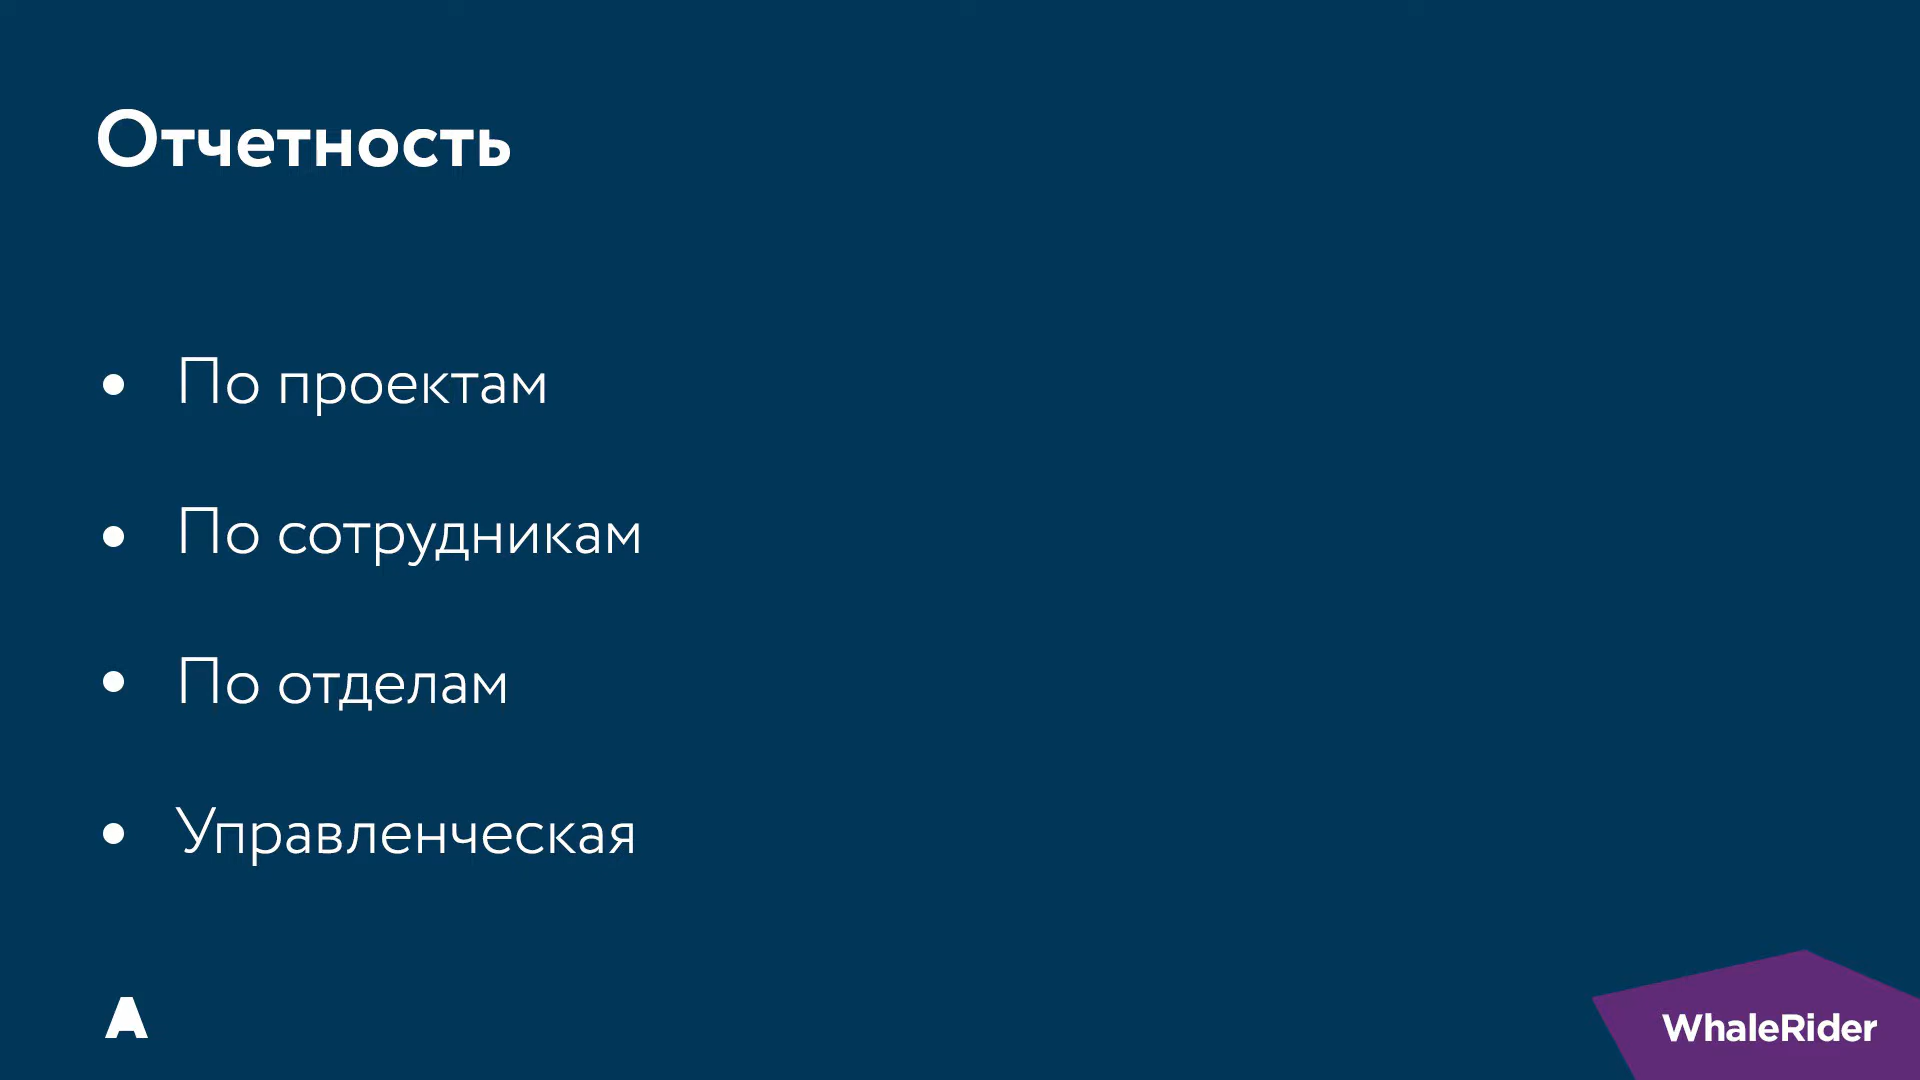 Отчетность
• По проектам
• По сотрудникам
• По отделам
• Управленческая
A
WhaleRider